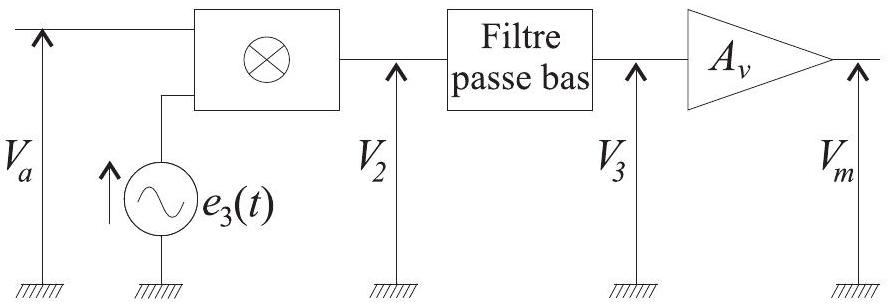 Filtre
passe bas
A_v
V_a
e_3(t)
V_2
V_3
V_m